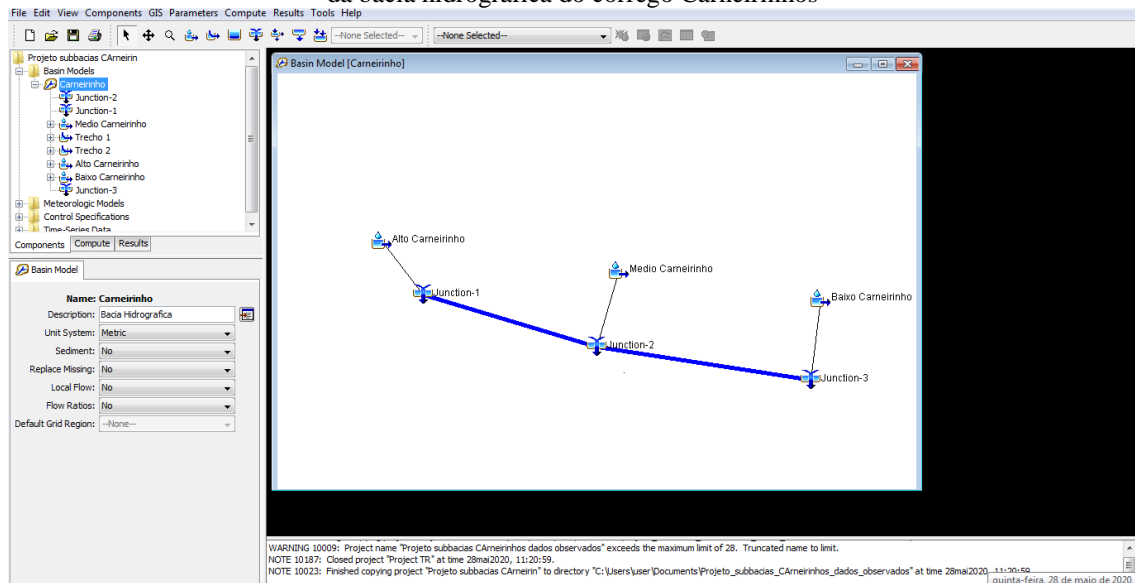 da bacia hidrográfica do córrego Carneirinhos
File Edit View Components GIS Parameters Compute Results Tools Help
--None Selected-- --None Selected--
Projeto subbacias CArneirin
Basin Models
Carneirinho
Junction-2
Junction-1
Medio Carneirinho
Trecho 1
Trecho 2
Alto Carneirinho
Baixo Carneirinho
Junction-3
Meteorologic Models
Control Specifications
Time-Series Data
Components Compute Results
Basin Model
Name: Carneirinho
Description: Bacia Hidrografica
Unit System: Metric
Sediment: No
Replace Missing: No
Local Flow: No
Flow Ratios: No
Default Grid Region: --None--
Basin Model [Carneirinho]
Alto Carneirinho
Medio Carneirinho
Junction-1
Baixo Carneirinho
Junction-2
Junction-3
WARNING 10009: Project name "Projeto subbacias CArneirinhos dados observados" exceeds the maximum limit of 28. Truncated name to limit.
NOTE 10187: Closed project "Project TR" at time 28mai2020, 11:20:59.
NOTE 10023: Finished copying project "Projeto subbacias CArneirin" to directory "C:\Users\user\Documents\Projeto_subbacias_CArneirinhos_dados_observados" at time 28mai2020, 11:20:59.
quinta-feira, 28 de maio de 2020